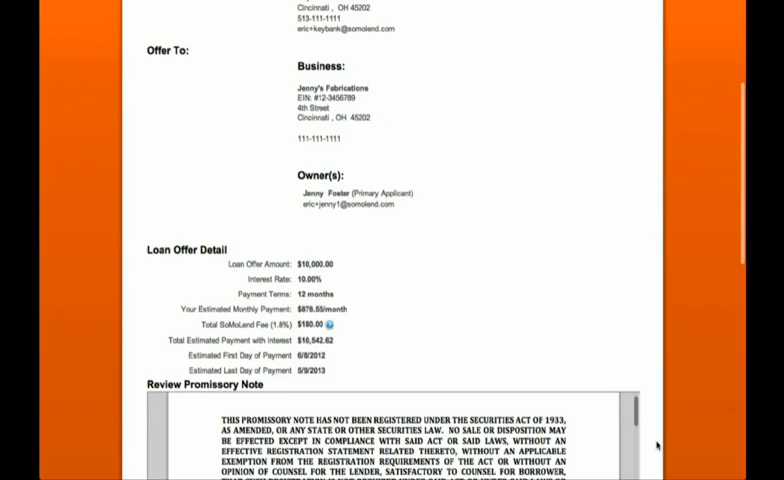 Cincinnati , OH 45202
513-111-1111
eric+keybank@somolend.com
Offer To:
Business:
Jenny's Fabrications
EIN: #12-3456789
4th Street
Cincinnati , OH 45202
111-111-1111
Owner(s):
Jenny Foster (Primary Applicant)
eric+jenny1@somolend.com
Loan Offer Detail
Loan Offer Amount: $10,000.00
Interest Rate: 10.00%
Payment Terms: 12 months
Your Estimated Monthly Payment: $878.55/month
Total SoMoLend Fee (1.8%) $180.00
Total Estimated Payment with Interest $10,542.62
Estimated First Day of Payment 6/8/2012
Estimated Last Day of Payment 5/9/2013
Review Promissory Note
THIS PROMISSORY NOTE HAS NOT BEEN REGISTERED UNDER THE SECURITIES ACT OF 1933,
AS AMENDED, OR ANY STATE OR OTHER SECURITIES LAW. NO SALE OR DISPOSITION MAY
BE EFFECTED EXCEPT IN COMPLIANCE WITH SAID ACT OR SAID LAWS, WITHOUT AN
EFFECTIVE REGISTRATION STATEMENT RELATED THERETO, WITHOUT AN APPLICABLE
EXEMPTION FROM THE REGISTRATION REQUIREMENTS OF THE ACT OR WITHOUT AN
OPINION OF COUNSEL FOR THE LENDER, SATISFACTORY TO COUNSEL FOR BORROWER,